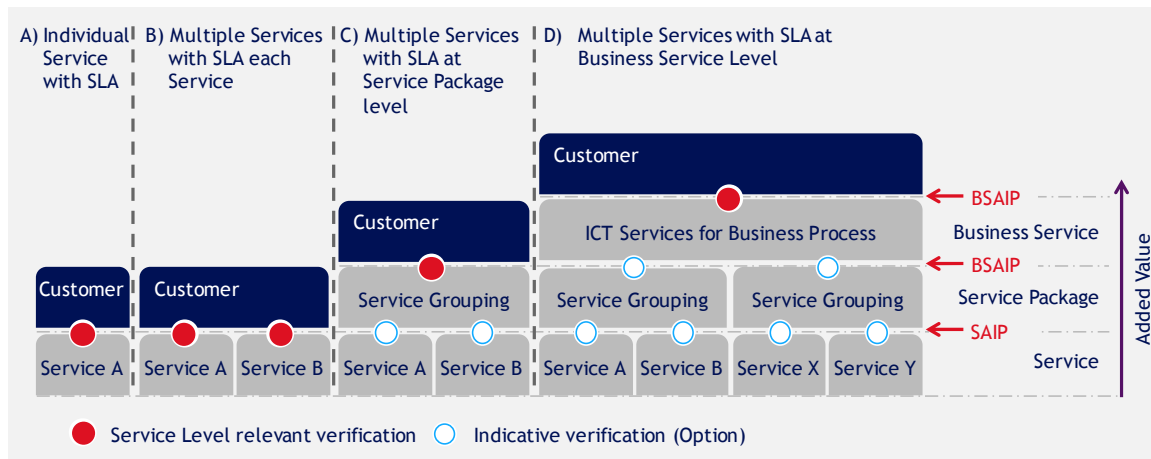 A) Individual
Service
with SLA
B) Multiple Services
with SLA each
Service
C) Multiple Services
with SLA at
Service Package
level
D) Multiple Services with SLA at
Business Service Level
Customer
BSAIP
Customer
ICT Services for Business Process
Business Service
BSAIP
Customer
Customer
Service Grouping
Service Grouping
Service Grouping
Service Package
SAIP
Service A
Service A
Service B
Service A
Service B
Service A
Service B
Service X
Service Y
Service
Added Value
Service Level relevant verification
Indicative verification (Option)